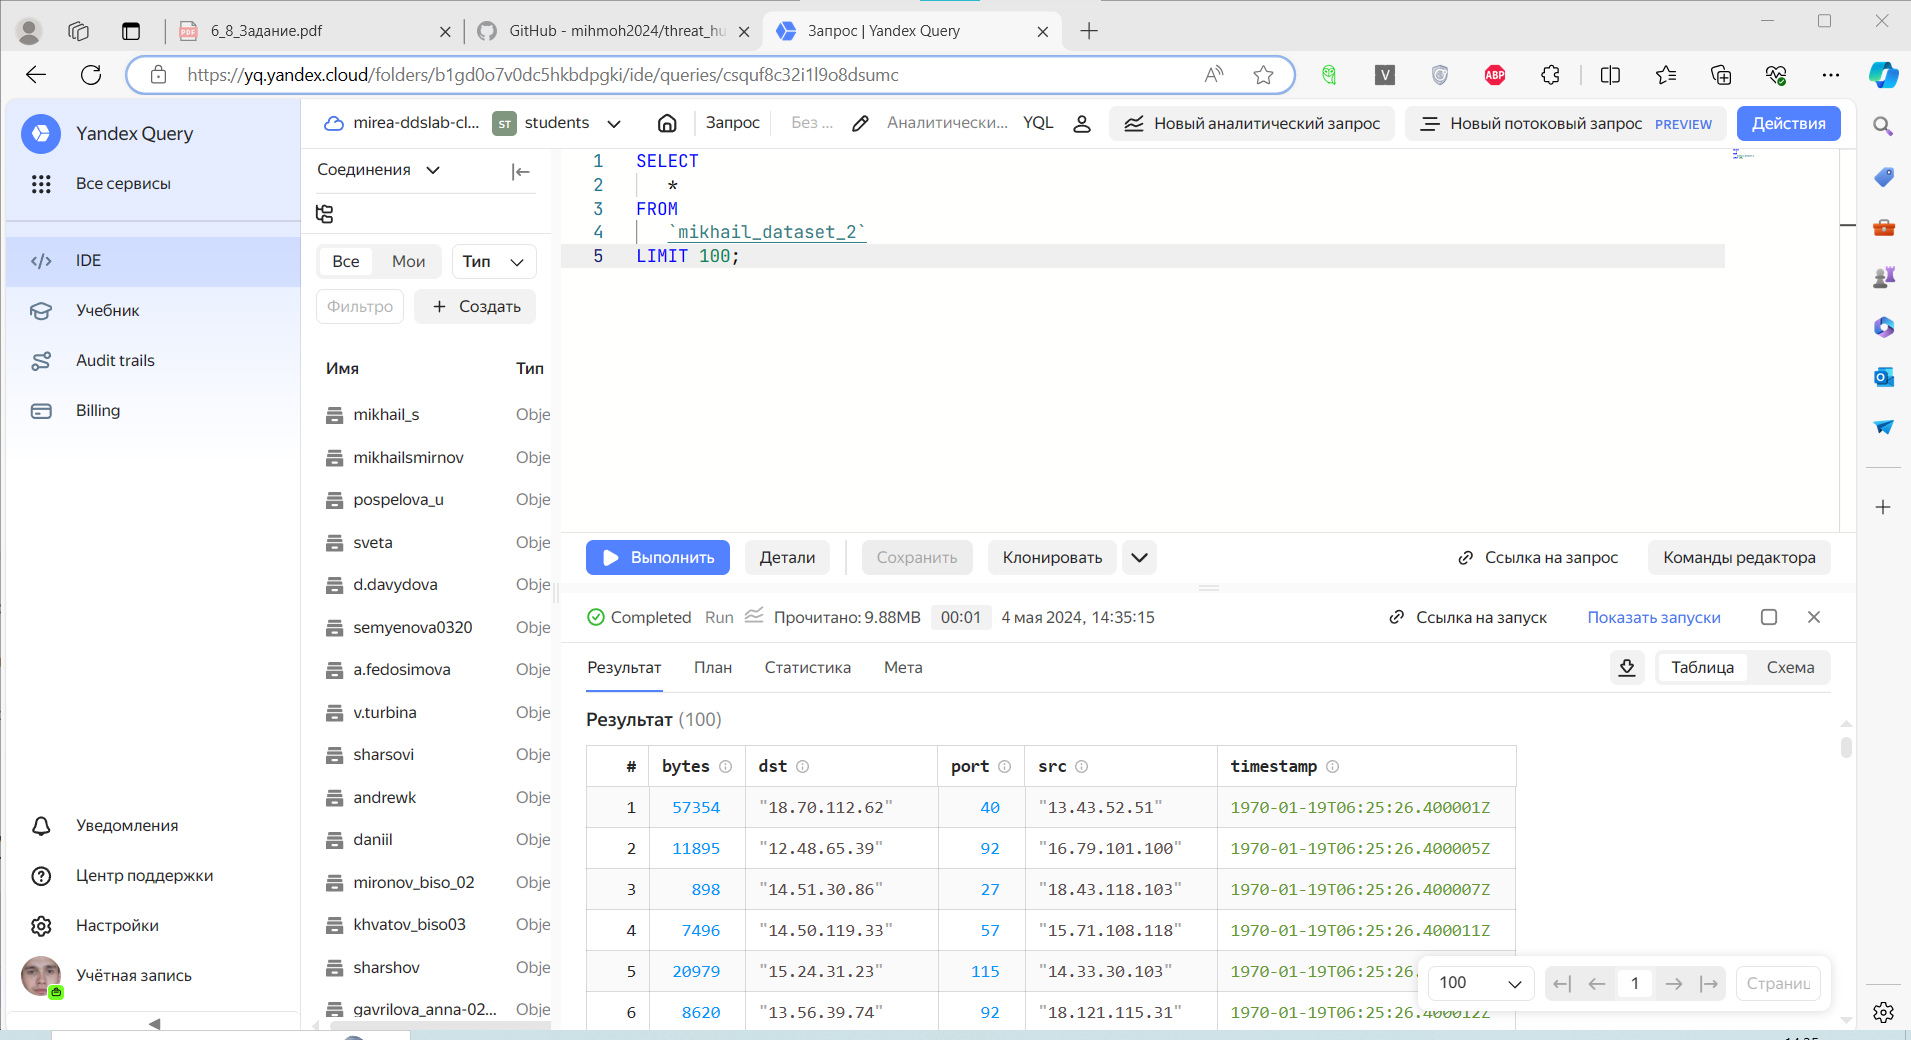 6_8_Задание.pdf
GitHub - mihmoh2024/threat_hu
Запрос | Yandex Query
https://yq.yandex.cloud/folders/b1gd0o7v0dc5hkbdpgki/ide/queries/csquf8c32i1l9o8dsumc
Yandex Query
Все сервисы
IDE
Учебник
Audit trails
Billing
Уведомления
Центр поддержки
Настройки
Учётная запись
mirea-ddslab-cl...
ST
students
Запрос
Без ...
Аналитически...
YQL
Новый аналитический запрос
Новый потоковый запрос PREVIEW
Действия
Соединения
Все
Мои
Тип
Фильтро
Создать
Имя Тип
mikhail_s Obje
mikhailsmirnov Obje
pospelova_u Obje
sveta Obje
d.davydova Obje
semyenova0320 Obje
a.fedosimova Obje
v.turbina Obje
sharsovi Obje
andrewk Obje
daniil Obje
mironov_biso_02 Obje
khvatov_biso03 Obje
sharshov Obje
gavrilova_anna-02... Obje
1 SELECT
2 *
3 FROM
4 `mikhail_dataset_2`
5 LIMIT 100;
Выполнить
Детали
Сохранить
Клонировать
Ссылка на запрос
Команды редактора
Completed Run Прочитано: 9.88MB 00:01 4 мая 2024, 14:35:15
Ссылка на запуск
Показать запуски
Результат План Статистика Мета
Таблица Схема
Результат (100)
# bytes dst port src timestamp
1 57354 "18.70.112.62" 40 "13.43.52.51" 1970-01-19T06:25:26.400001Z
2 11895 "12.48.65.39" 92 "16.79.101.100" 1970-01-19T06:25:26.400005Z
3 898 "14.51.30.86" 27 "18.43.118.103" 1970-01-19T06:25:26.400007Z
4 7496 "14.50.119.33" 57 "15.71.108.118" 1970-01-19T06:25:26.400011Z
5 20979 "15.24.31.23" 115 "14.33.30.103" 1970-01-19T06:25:26.
6 8620 "13.56.39.74" 92 "18.121.115.31" 1970-01-19T06:25:26.400012Z
100
1
Страниц